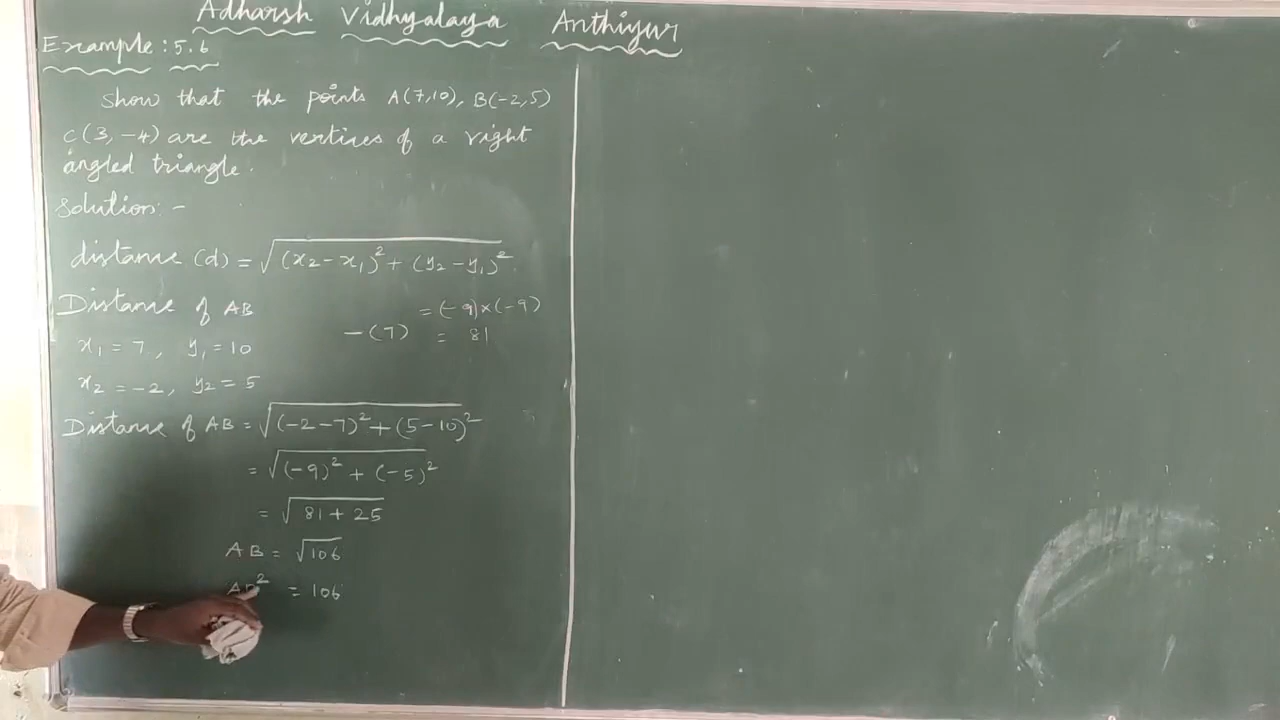 Adharsh Vidhyalaya Anthiyur
Example : 5.6
Show that the points A(7,10), B(-2,5)
C(3,-4) are the vertices of a right
angled triangle.
Solution: -
distance (d) = √(x₂-x₁)² + (y₂-y₁)²
Distance of AB
= (-9)×(-9)
-(7) = 81
x₁ = 7, y₁ = 10
x₂ = -2, y₂ = 5
Distance of AB = √(-2-7)² + (5-10)²
= √(-9)² + (-5)²
= √81 + 25
AB = √106
AB² = 106